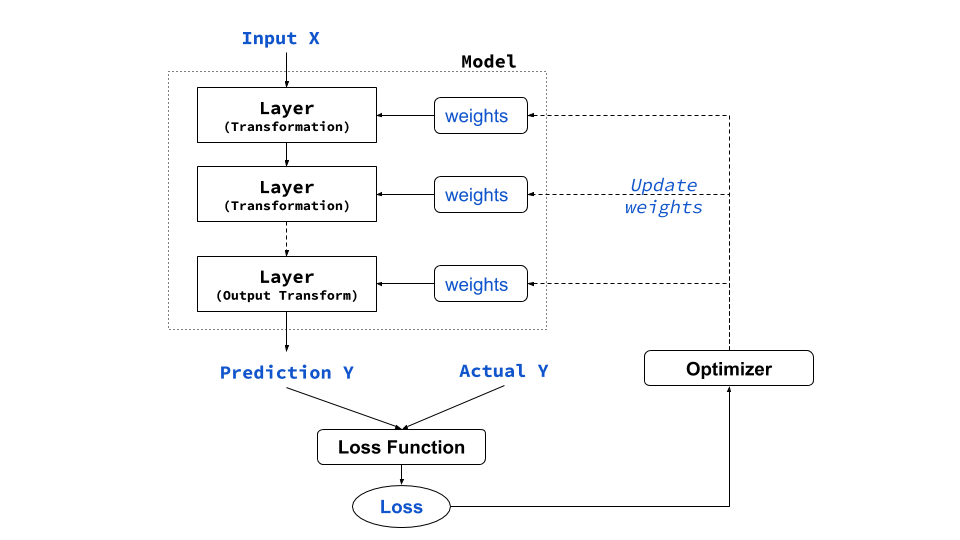 Input X
Model
Layer
(Transformation)
weights
Layer
(Transformation)
weights
Update
weights
Layer
(Output Transform)
weights
Prediction Y
Actual Y
Optimizer
Loss Function
Loss